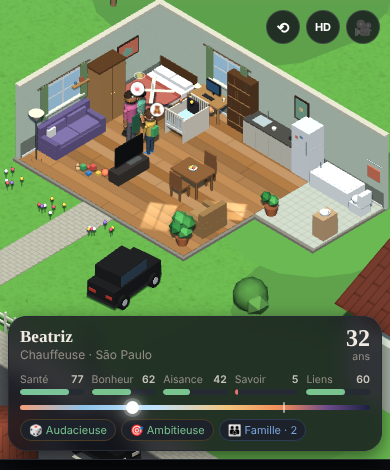 HD
Beatriz
32
Chauffeuse · São Paulo
ans
Santé 77 Bonheur 62 Aisance 42 Savoir 5 Liens 60
Audacieuse Ambitieuse Famille · 2